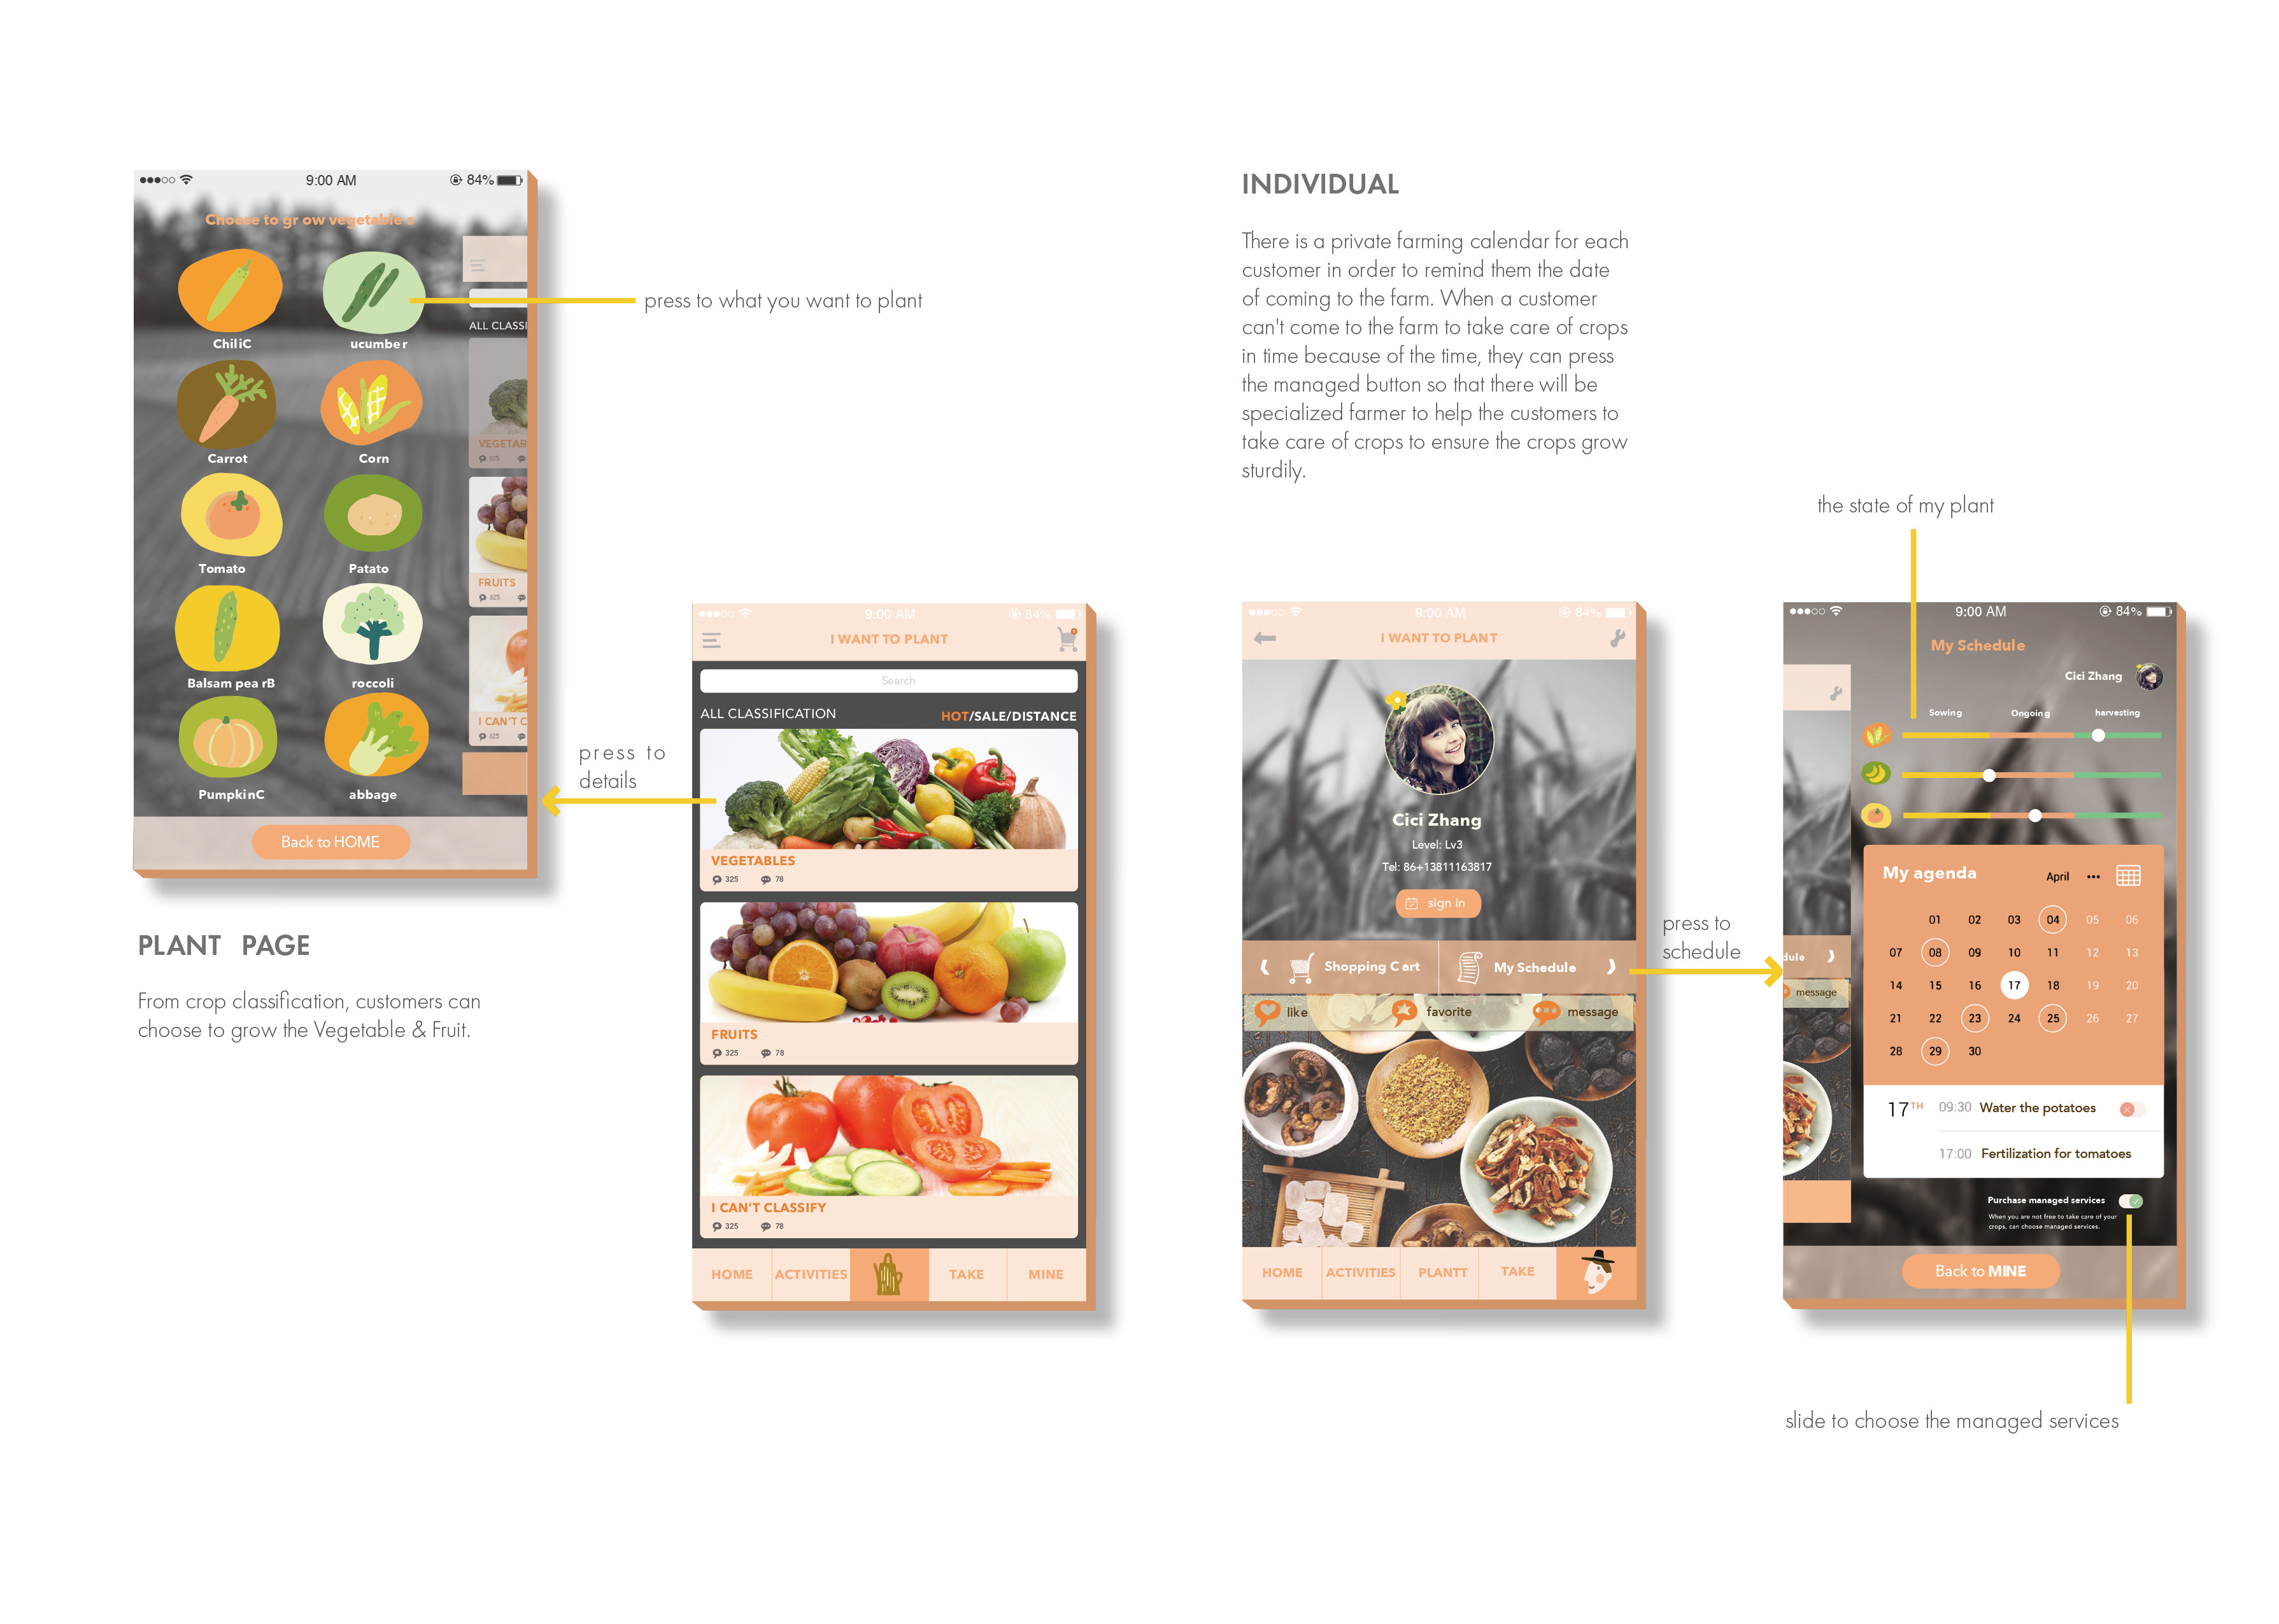 9:00 AM
84%
Choose to gr ow vegetable s
ChiliC
ucumbe r
Carrot
Corn
Tomato
Patato
Balsam pea rB
roccoli
PumpkinC
abbage
ALL CLASSI
VEGETAB
325
FRUITS
325
I CAN'T C
325
Back to HOME
press to what you want to plant
PLANT PAGE
From crop classification, customers can
choose to grow the Vegetable & Fruit.
press to
details
9:00 AM
84%
I WANT TO PLANT
Search
ALL CLASSIFICATION
HOT/SALE/DISTANCE
VEGETABLES
325 78
FRUITS
325 78
I CAN'T CLASSIFY
325 78
HOME ACTIVITIES TAKE MINE
INDIVIDUAL
There is a private farming calendar for each
customer in order to remind them the date
of coming to the farm. When a customer
can't come to the farm to take care of crops
in time because of the time, they can press
the managed button so that there will be
specialized farmer to help the customers to
take care of crops to ensure the crops grow
sturdily.
9:00 AM
84%
I WANT TO PLANT
Cici Zhang
Level: Lv3
Tel: 86+13811163817
sign in
Shopping C art
My Schedule
like
favorite
message
HOME ACTIVITIES PLANTT TAKE
press to
schedule
the state of my plant
9:00 AM
84%
My Schedule
Cici Zhang
Sowing Ongoing harvesting
dule
message
My agenda
April
01 02 03 04 05 06
07 08 09 10 11 12 13
14 15 16 17 18 19 20
21 22 23 24 25 26 27
28 29 30
17TH 09:30 Water the potatoes
17:00 Fertilization for tomatoes
Purchase managed services
When you are not free to take care of your
crops, can choose managed services.
Back to MINE
slide to choose the managed services